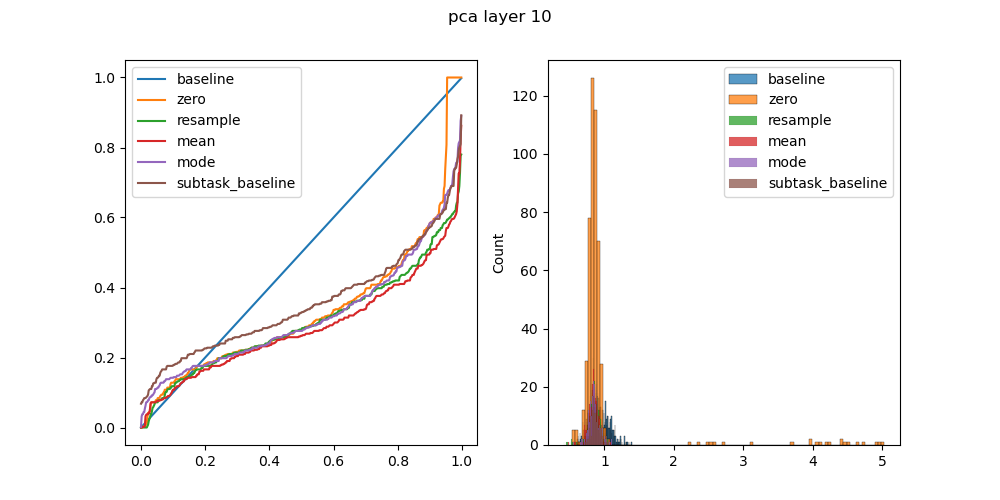 pca layer 10
1.0
0.8
0.6
0.4
0.2
0.0
0.0 0.2 0.4 0.6 0.8 1.0
baseline
zero
resample
mean
mode
subtask_baseline
Count
120
100
80
60
40
20
0
1 2 3 4 5
baseline
zero
resample
mean
mode
subtask_baseline